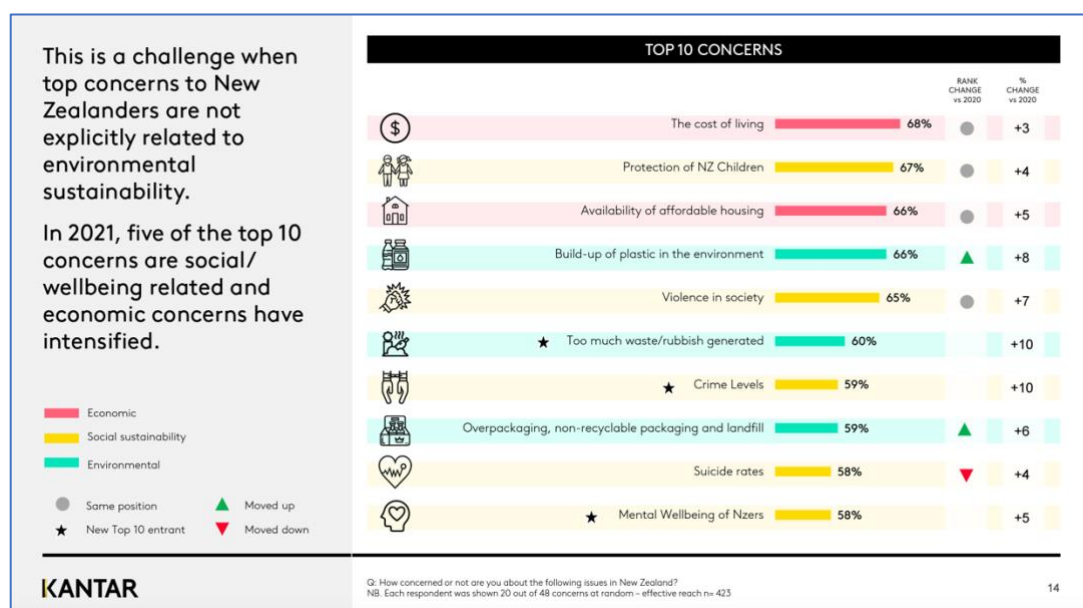 This is a challenge when
top concerns to New
Zealanders are not
explicitly related to
environmental
sustainability.
In 2021, five of the top 10
concerns are social/
wellbeing related and
economic concerns have
intensified.
Economic
Social sustainability
Environmental
Same position
Moved up
New Top 10 entrant
Moved down
KANTAR
TOP 10 CONCERNS
RANK
CHANGE
vs 2020
%
CHANGE
vs 2020
$ The cost of living 68% +3
Protection of NZ Children 67% +4
Availability of affordable housing 66% +5
Build-up of plastic in the environment 66% +8
Violence in society 65% +7
★ Too much waste/rubbish generated 60% +10
★ Crime Levels 59% +10
Overpackaging, non-recyclable packaging and landfill 59% +6
Suicide rates 58% +4
★ Mental Wellbeing of Nzers 58% +5
Q: How concerned or not are you about the following issues in New Zealand?
NB. Each respondent was shown 20 out of 48 concerns at random – effective reach n= 423
14